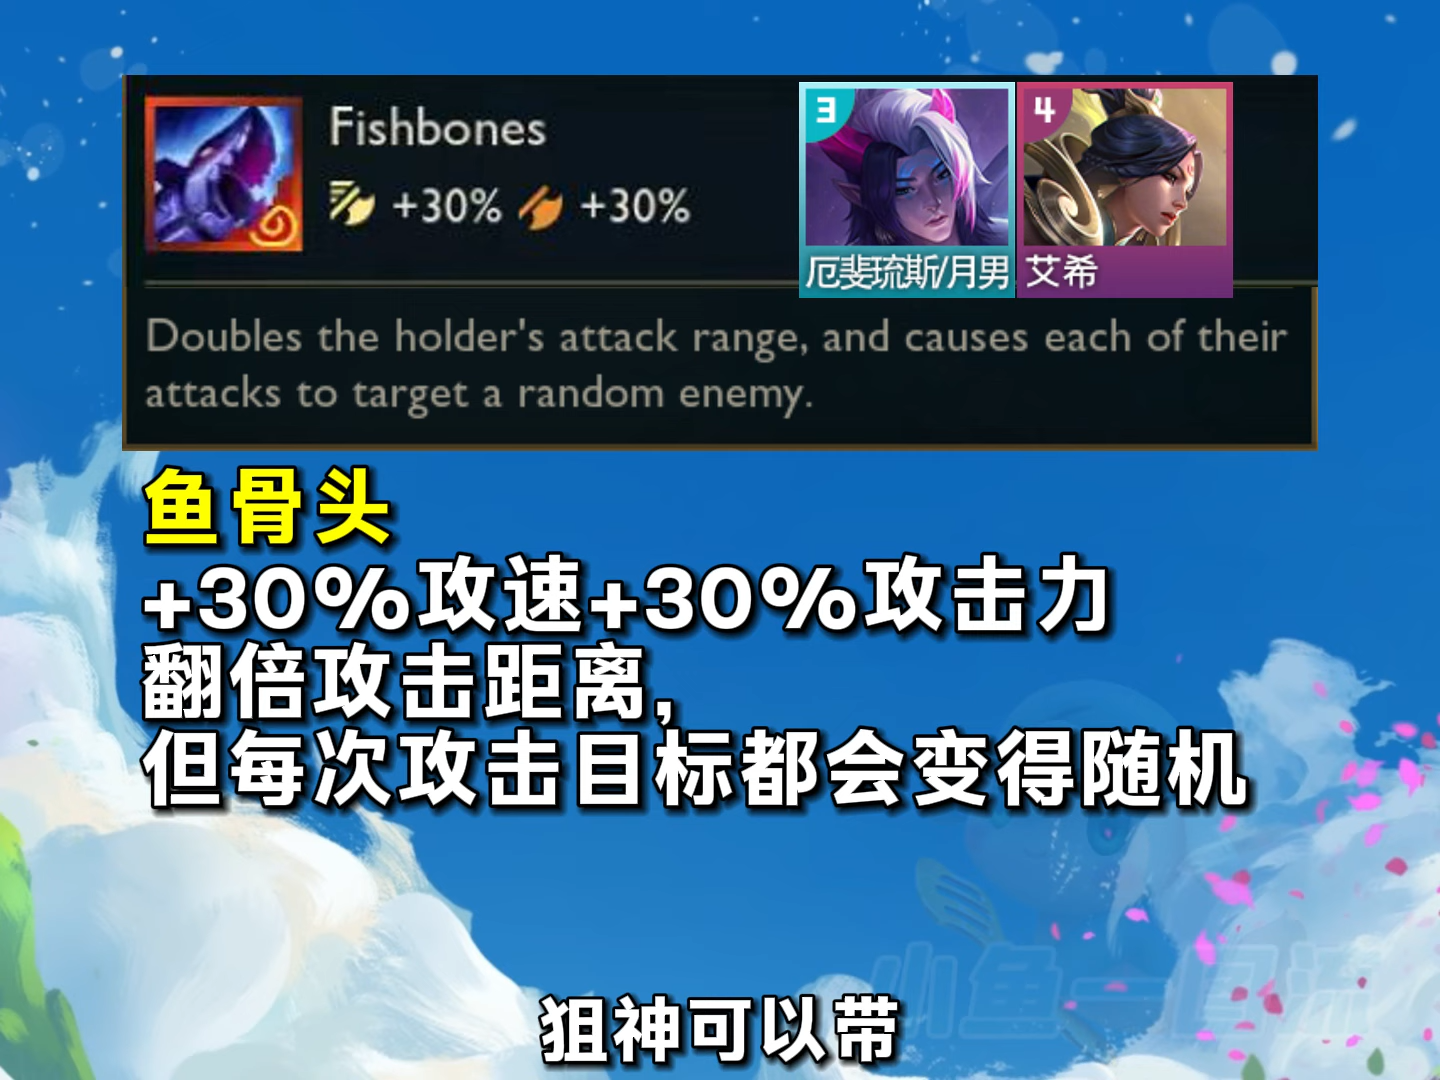 Fishbones
+30% +30%
3
厄斐琉斯/月男
4
艾希
Doubles the holder's attack range, and causes each of their
attacks to target a random enemy.
鱼骨头
+30%攻速+30%攻击力
翻倍攻击距离,
但每次攻击目标都会变得随机
狙神可以带